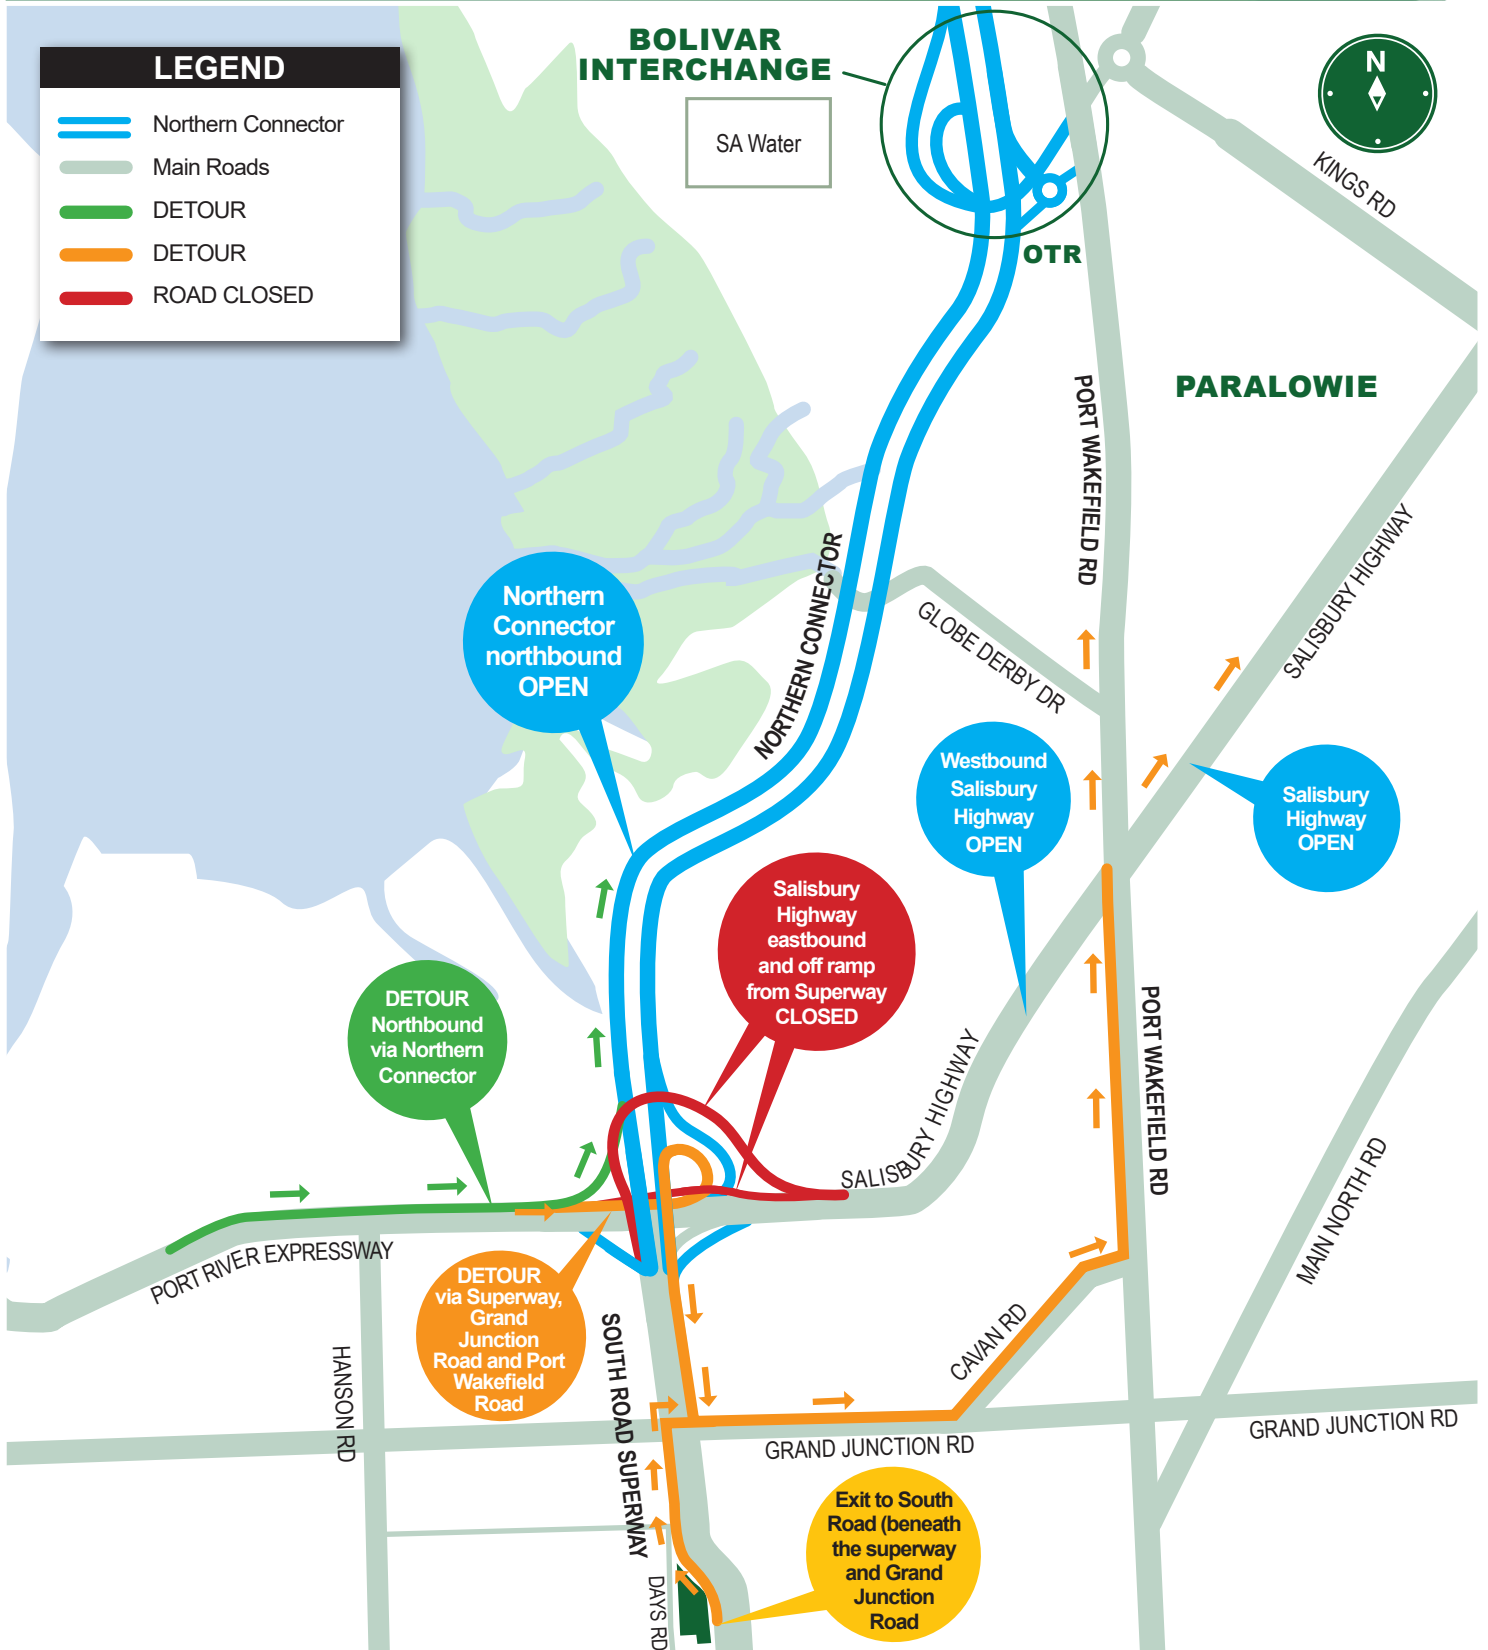 BOLIVAR
INTERCHANGE
N
LEGEND
Northern Connector
Main Roads
DETOUR
DETOUR
ROAD CLOSED
SA Water
KINGS RD
OTR
PARALOWIE
PORT WAKEFIELD RD
SALISBURY HIGHWAY
NORTHERN CONNECTOR
GLOBE DERBY DR
Northern
Connector
northbound
OPEN
Westbound
Salisbury
Highway
OPEN
Salisbury
Highway
OPEN
Salisbury
Highway
eastbound
and off ramp
from Superway
CLOSED
DETOUR
Northbound
via Northern
Connector
SALISBURY HIGHWAY
PORT WAKEFIELD RD
MAIN NORTH RD
PORT RIVER EXPRESSWAY
DETOUR
via Superway,
Grand
Junction
Road and Port
Wakefield
Road
HANSON RD
SOUTH ROAD SUPERWAY
CAVAN RD
GRAND JUNCTION RD
GRAND JUNCTION RD
Exit to South
Road (beneath
the superway
and Grand
Junction
Road
DAYS RD